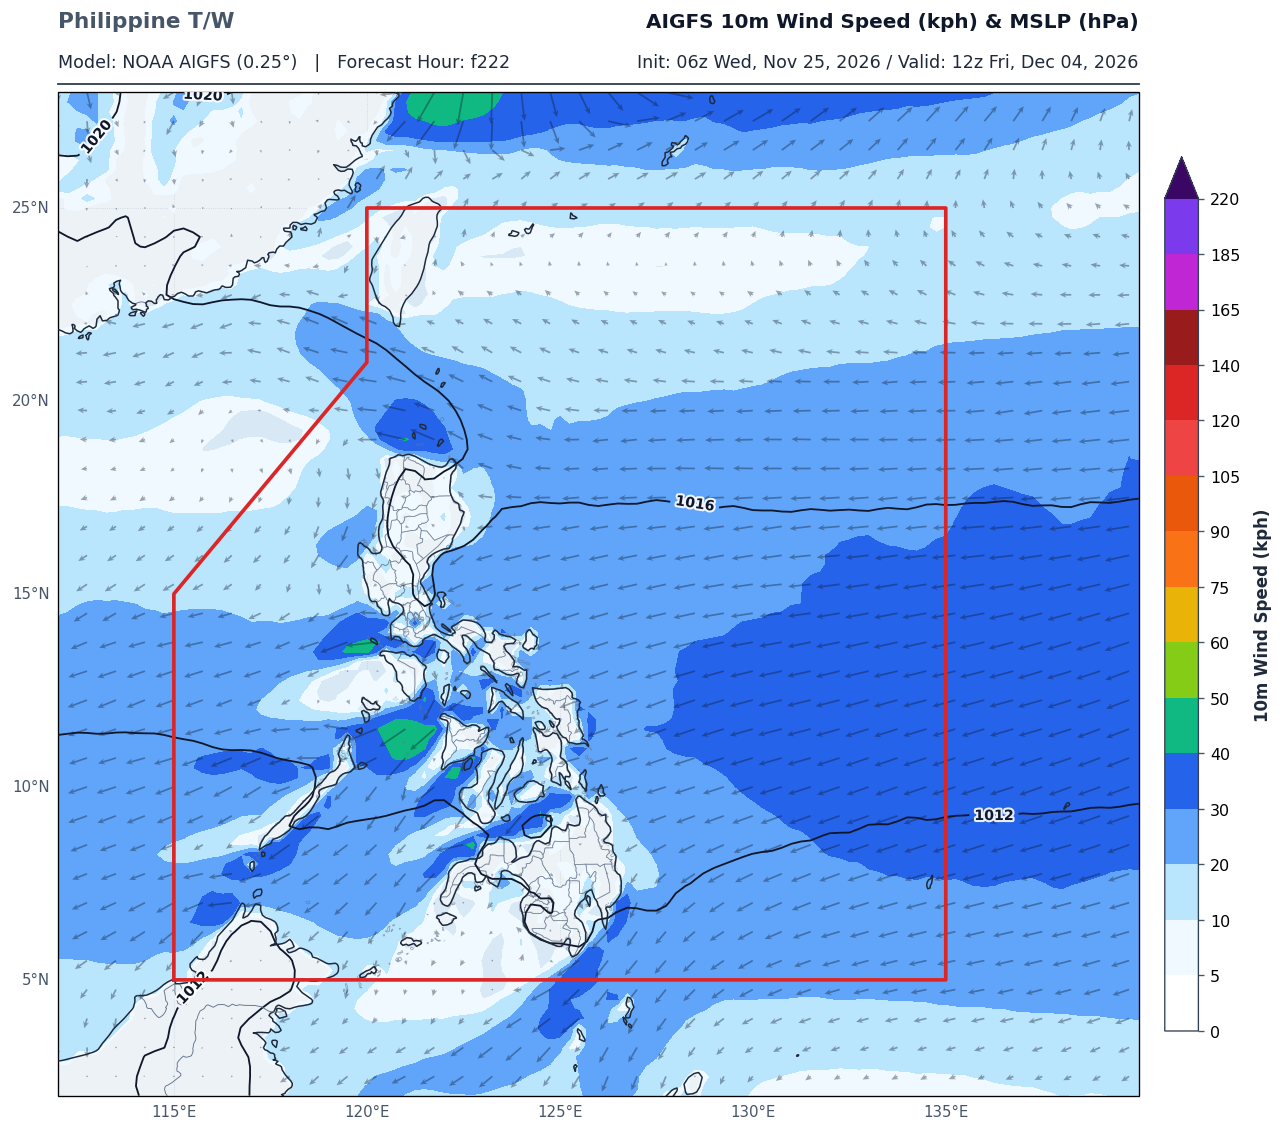 Philippine T/W
AIGFS 10m Wind Speed (kph) & MSLP (hPa)
Model: NOAA AIGFS (0.25°) | Forecast Hour: f222
Init: 06z Wed, Nov 25, 2026 / Valid: 12z Fri, Dec 04, 2026
1020
1020
25°N
20°N
15°N
10°N
5°N
1016
1012
1012
115°E
120°E
125°E
130°E
135°E
220
185
165
140
120
105
90
75
60
50
40
30
20
10
5
0
10m Wind Speed (kph)